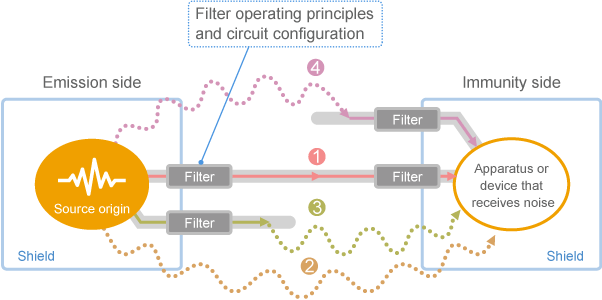 Filter operating principles
and circuit configuration
Emission side
Immunity side
4
Filter
1
Filter
Filter
Source origin
Apparatus or
device that
receives noise
Filter
3
Shield
2
Shield